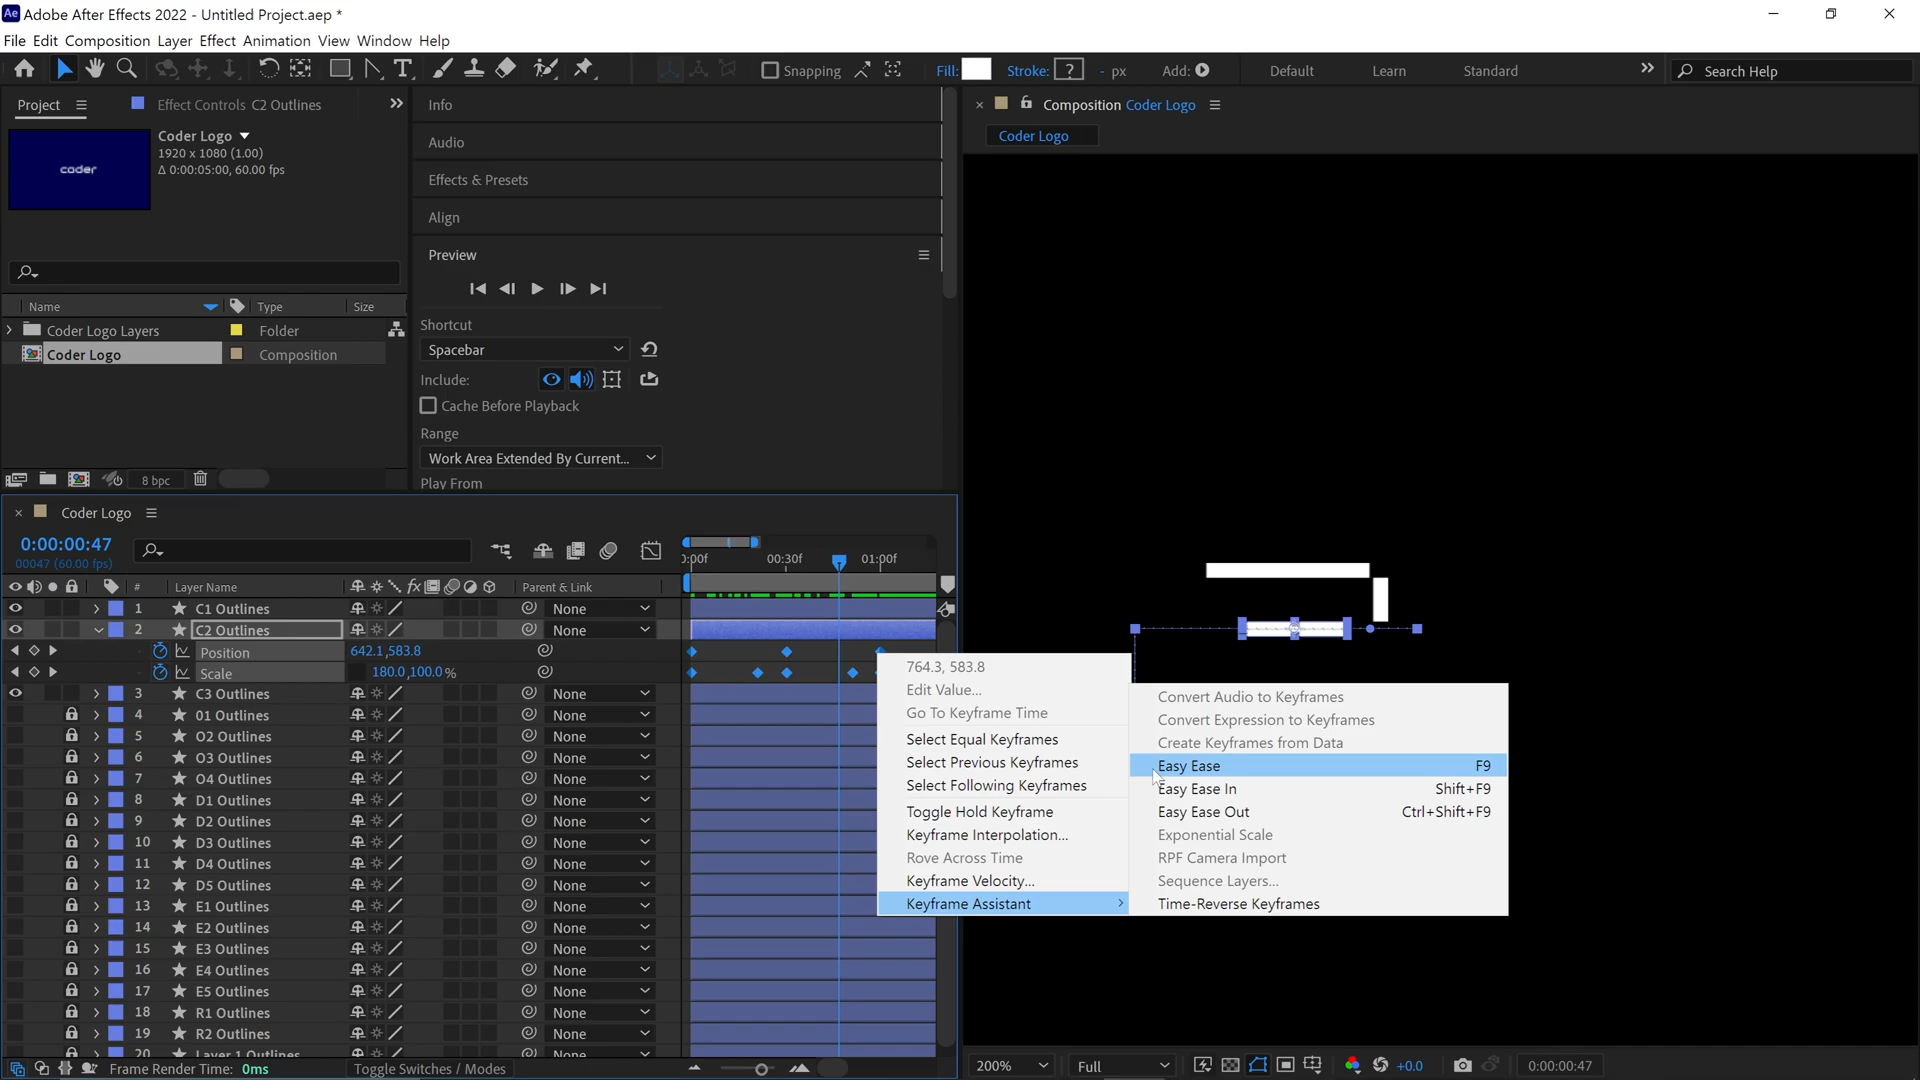 Adobe After Effects 2022 - Untitled Project.aep *
File Edit Composition Layer Effect Animation View Window Help
Snapping
Fill:
Stroke: ? - px
Add:
Default
Learn
Standard
Search Help
Project
Effect Controls C2 Outlines
Coder Logo
1920 x 1080 (1.00)
Δ 0:00:05:00, 60.00 fps
coder
Name Type Size
Coder Logo Layers Folder
Coder Logo Composition
8 bpc
Info
Audio
Effects & Presets
Align
Preview
Shortcut
Spacebar
Include:
Cache Before Playback
Range
Work Area Extended By Current...
Play From
Composition Coder Logo
Coder Logo
Coder Logo
0:00:00:47
00047 (60.00 fps)
0:00f 00:30f 01:00f
# Layer Name fx Parent & Link
1 C1 Outlines None
2 C2 Outlines None
Position 642.1,583.8
Scale 180.0,100.0 %
3 C3 Outlines None
4 01 Outlines None
5 O2 Outlines None
6 O3 Outlines None
7 O4 Outlines None
8 D1 Outlines None
9 D2 Outlines None
10 D3 Outlines None
11 D4 Outlines None
12 D5 Outlines None
13 E1 Outlines None
14 E2 Outlines None
15 E3 Outlines None
16 E4 Outlines None
17 E5 Outlines None
18 R1 Outlines None
19 R2 Outlines None
20 Layer 1 Outlines None
Frame Render Time: 0ms
Toggle Switches / Modes
764.3, 583.8
Edit Value...
Go To Keyframe Time
Select Equal Keyframes
Select Previous Keyframes
Select Following Keyframes
Toggle Hold Keyframe
Keyframe Interpolation...
Rove Across Time
Keyframe Velocity...
Keyframe Assistant
Convert Audio to Keyframes
Convert Expression to Keyframes
Create Keyframes from Data
Easy Ease F9
Easy Ease In Shift+F9
Easy Ease Out Ctrl+Shift+F9
Exponential Scale
RPF Camera Import
Sequence Layers...
Time-Reverse Keyframes
200%
Full
+0.0
0:00:00:47